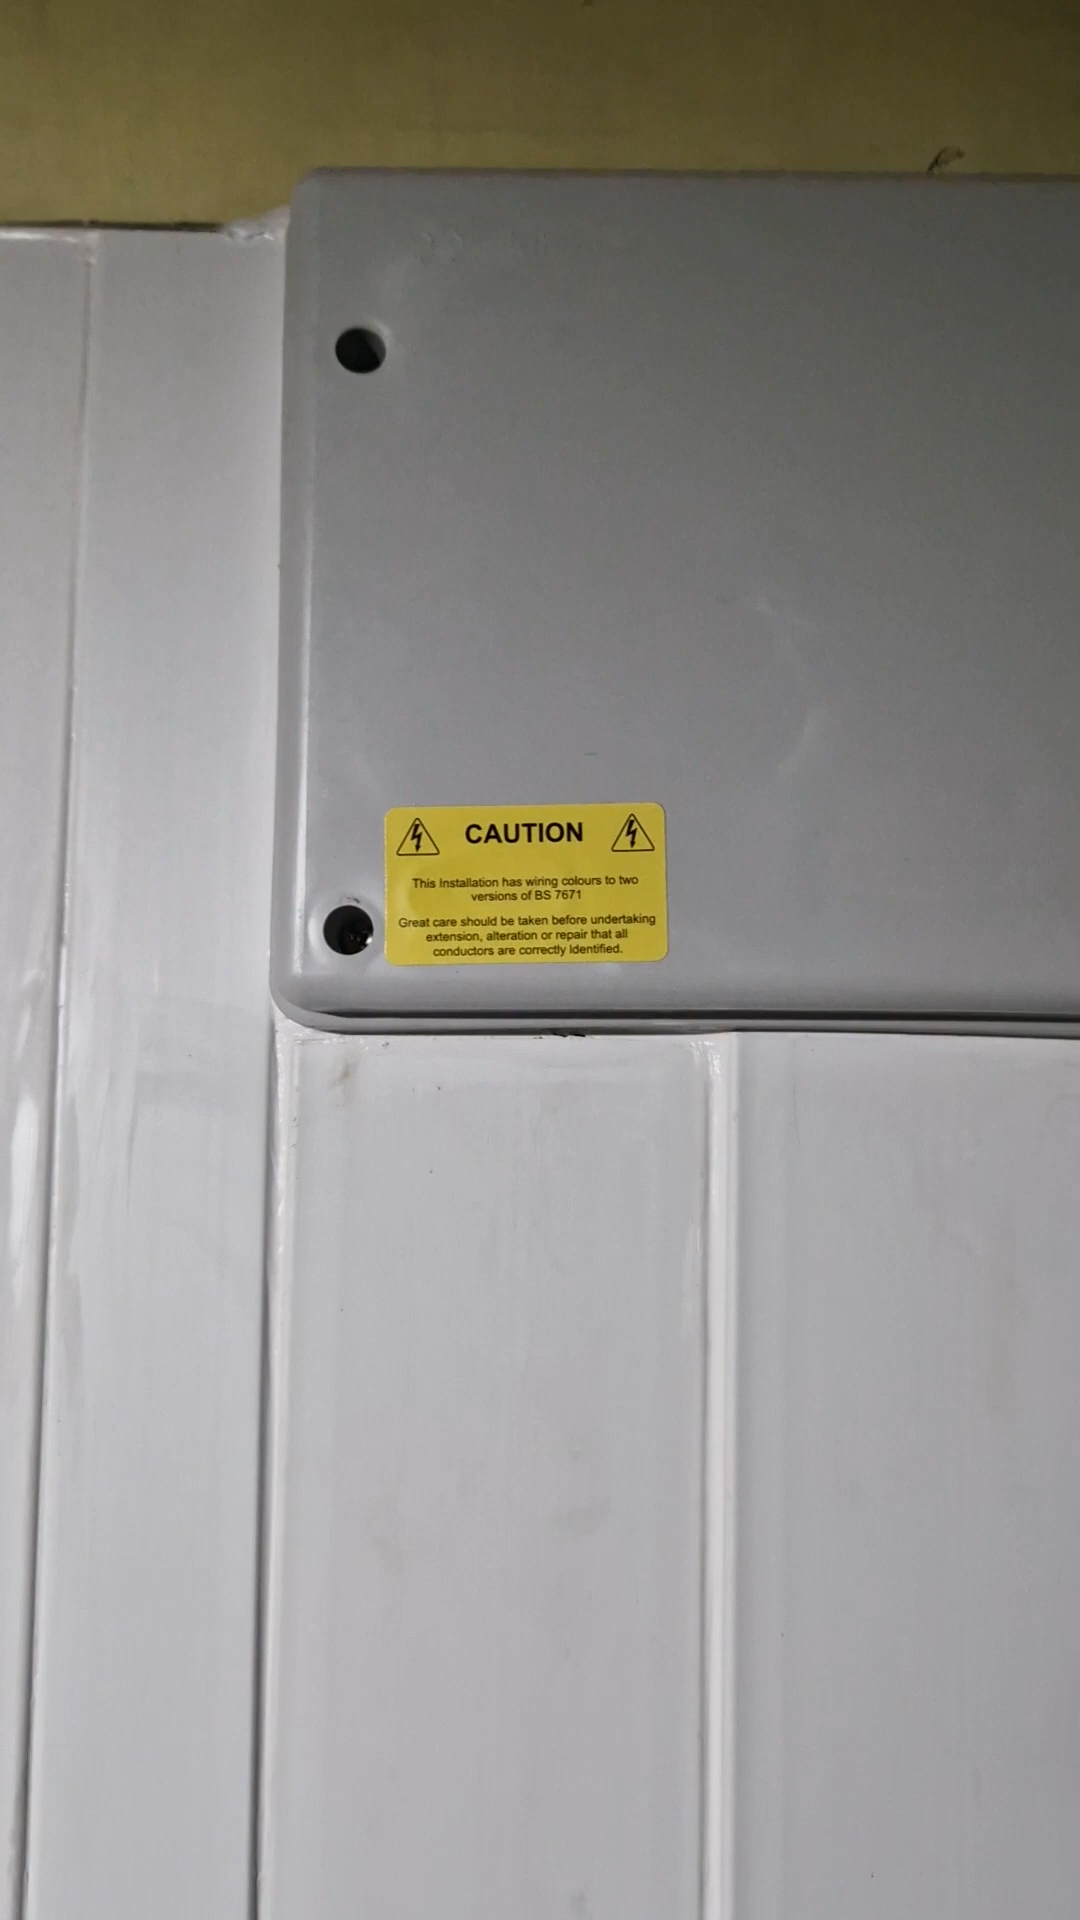 CAUTION
This Installation has wiring colours to two
versions of BS 7671
Great care should be taken before undertaking
extension, alteration or repair that all
conductors are correctly Identified.